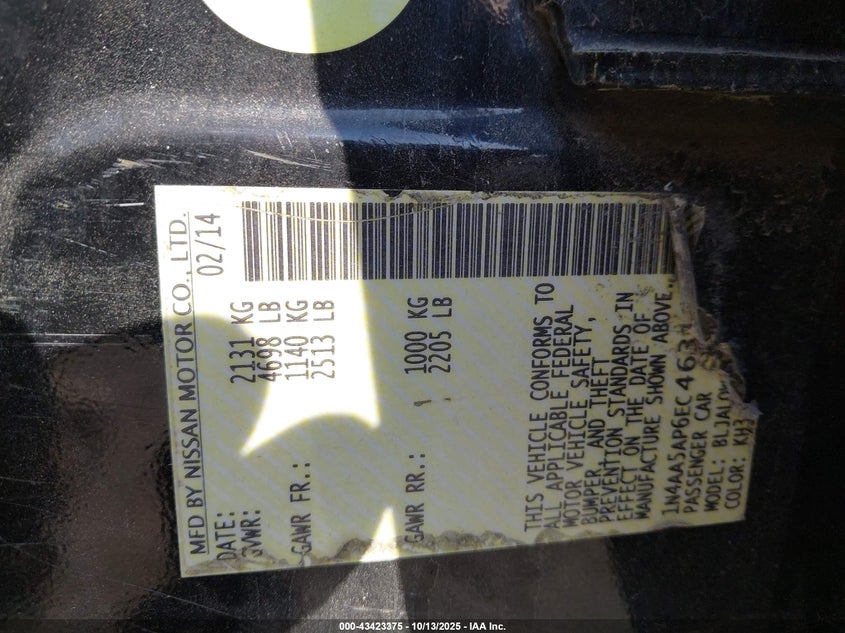 MFD BY NISSAN MOTOR CO., LTD.
DATE: 02/14
GVWR: 2131 KG
4698 LB
GAWR FR.: 1140 KG
2513 LB
GAWR RR.: 1000 KG
2205 LB
THIS VEHICLE CONFORMS TO
ALL APPLICABLE FEDERAL
MOTOR VEHICLE SAFETY,
BUMPER, AND THEFT
PREVENTION STANDARDS IN
EFFECT ON THE DATE OF
MANUFACTURE SHOWN ABOVE.
PASSENGER CAR
MODEL:
COLOR: KH3
000-43423375 - 10/13/2025 - IAA Inc.